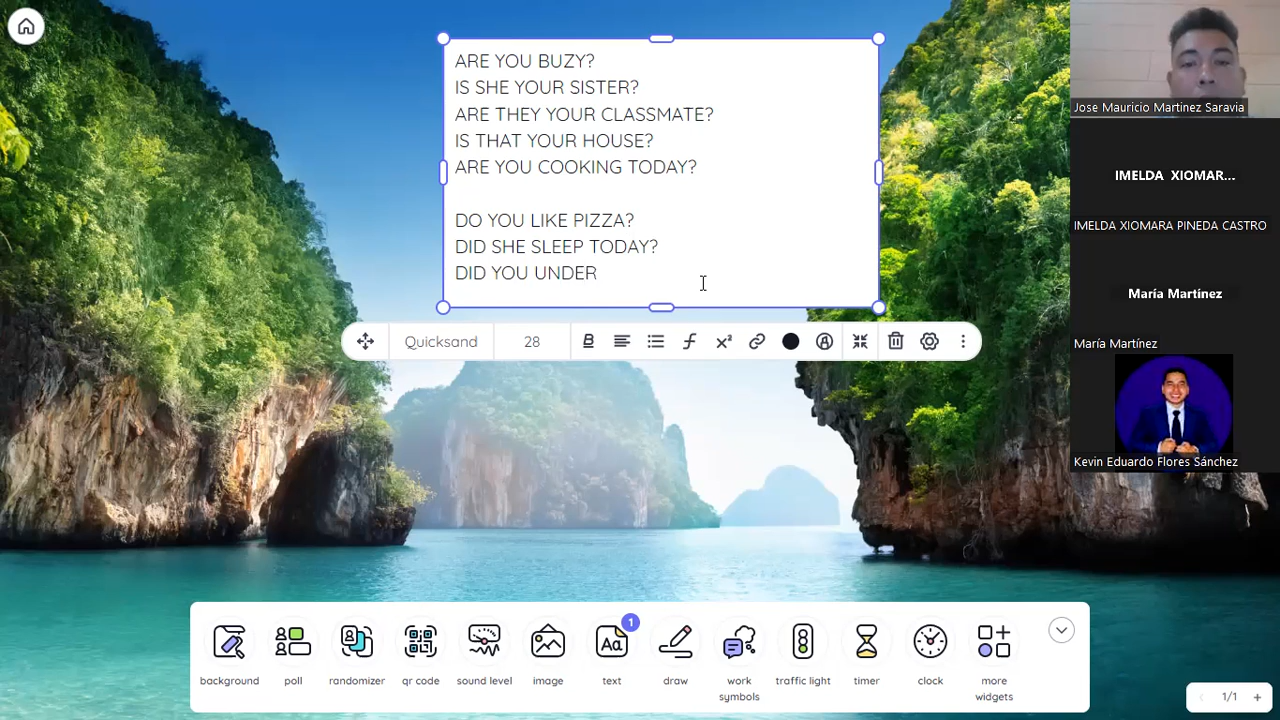 ARE YOU BUZY?
IS SHE YOUR SISTER?
ARE THEY YOUR CLASSMATE?
IS THAT YOUR HOUSE?
ARE YOU COOKING TODAY?
DO YOU LIKE PIZZA?
DID SHE SLEEP TODAY?
DID YOU UNDER
Quicksand
28
B
Jose Mauricio Martinez Saravia
IMELDA XIOMAR...
IMELDA XIOMARA PINEDA CASTRO
María Martínez
María Martínez
Kevin Eduardo Flores Sánchez
1
background
poll
randomizer
qr code
sound level
image
text
draw
work symbols
traffic light
timer
clock
more widgets
1/1